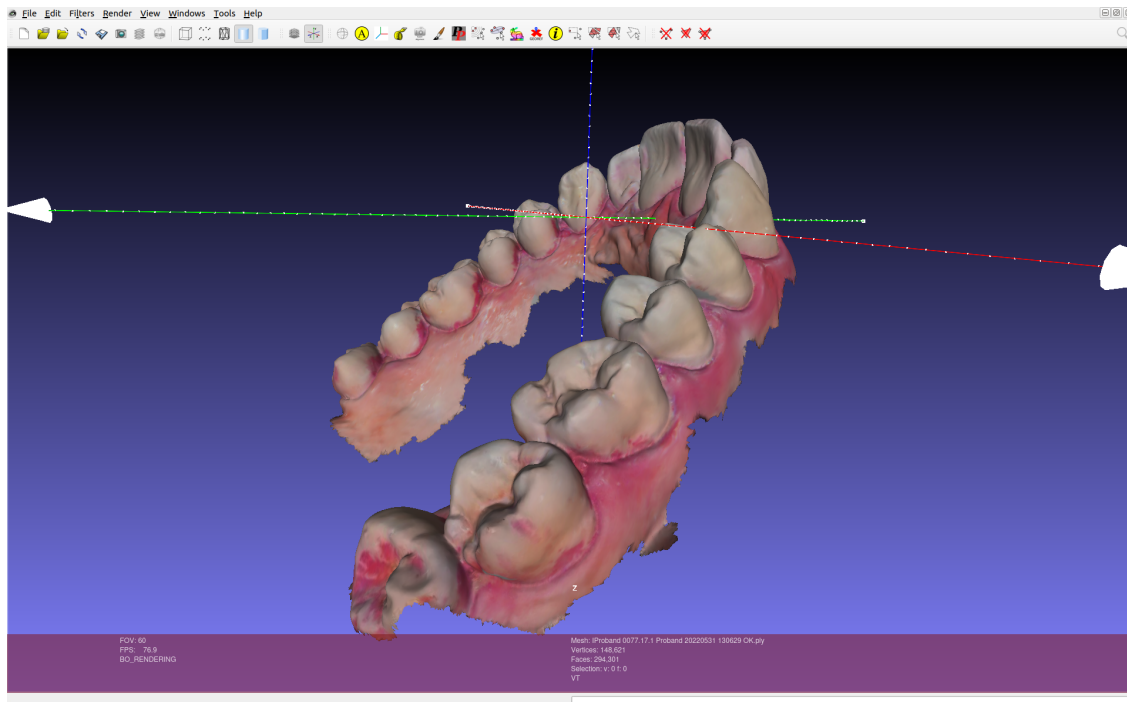 File Edit Filters Render View Windows Tools Help
A
i
Z
FOV: 60
FPS: 76.9
BO_RENDERING
Mesh: IProband 0077.17.1 Proband 20220531 130629 OK.ply
Vertices: 148,621
Faces: 294,301
Selection: v: 0 f: 0
VT